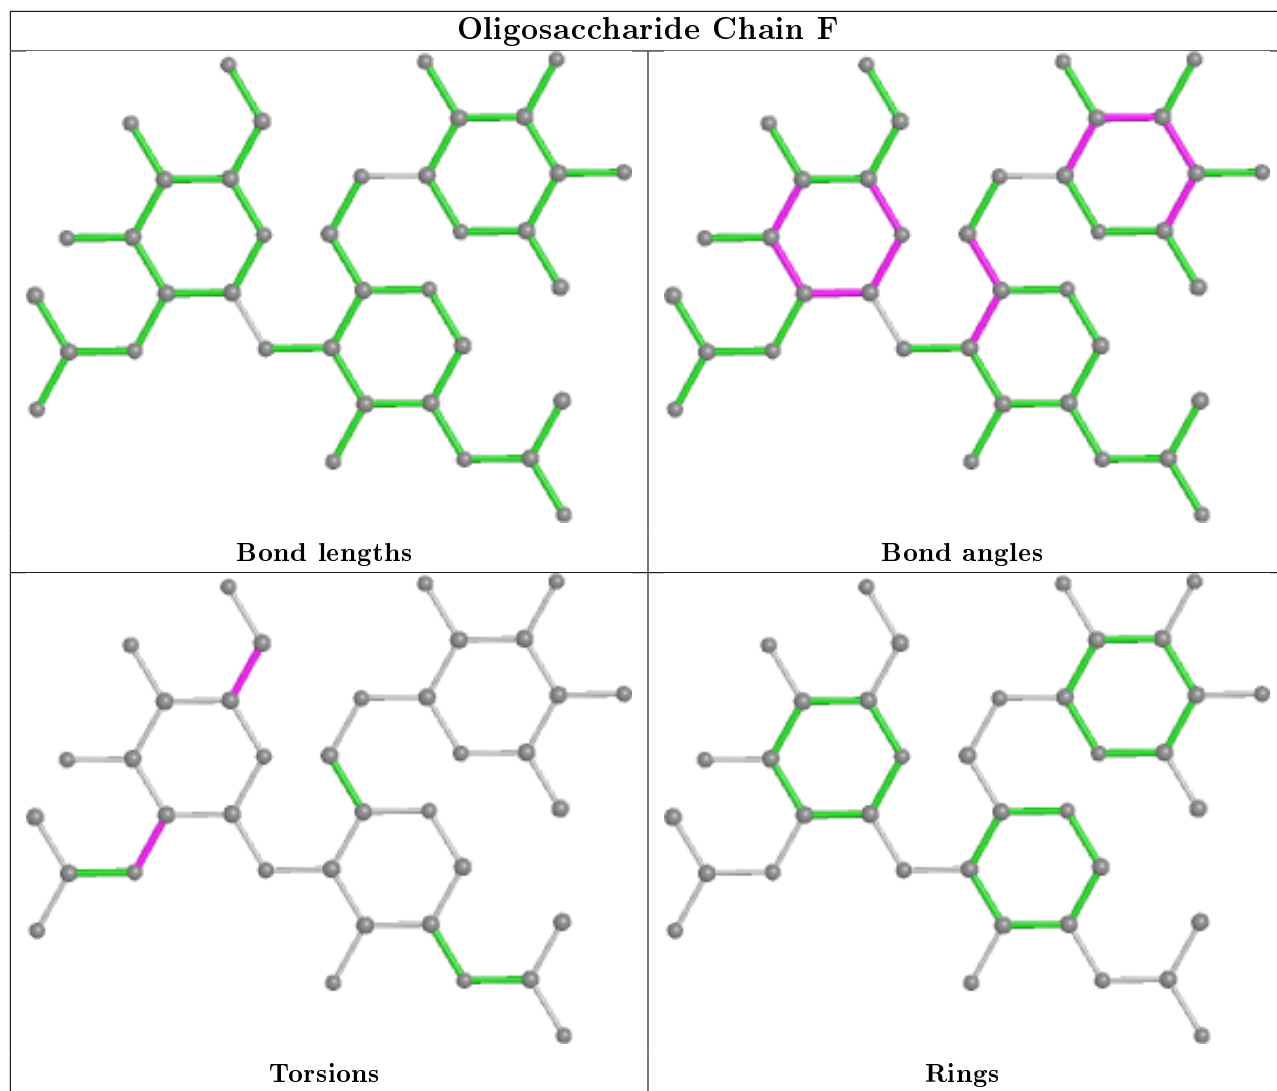 Oligosaccharide Chain F
Bond lengths
Bond angles
Torsions
Rings